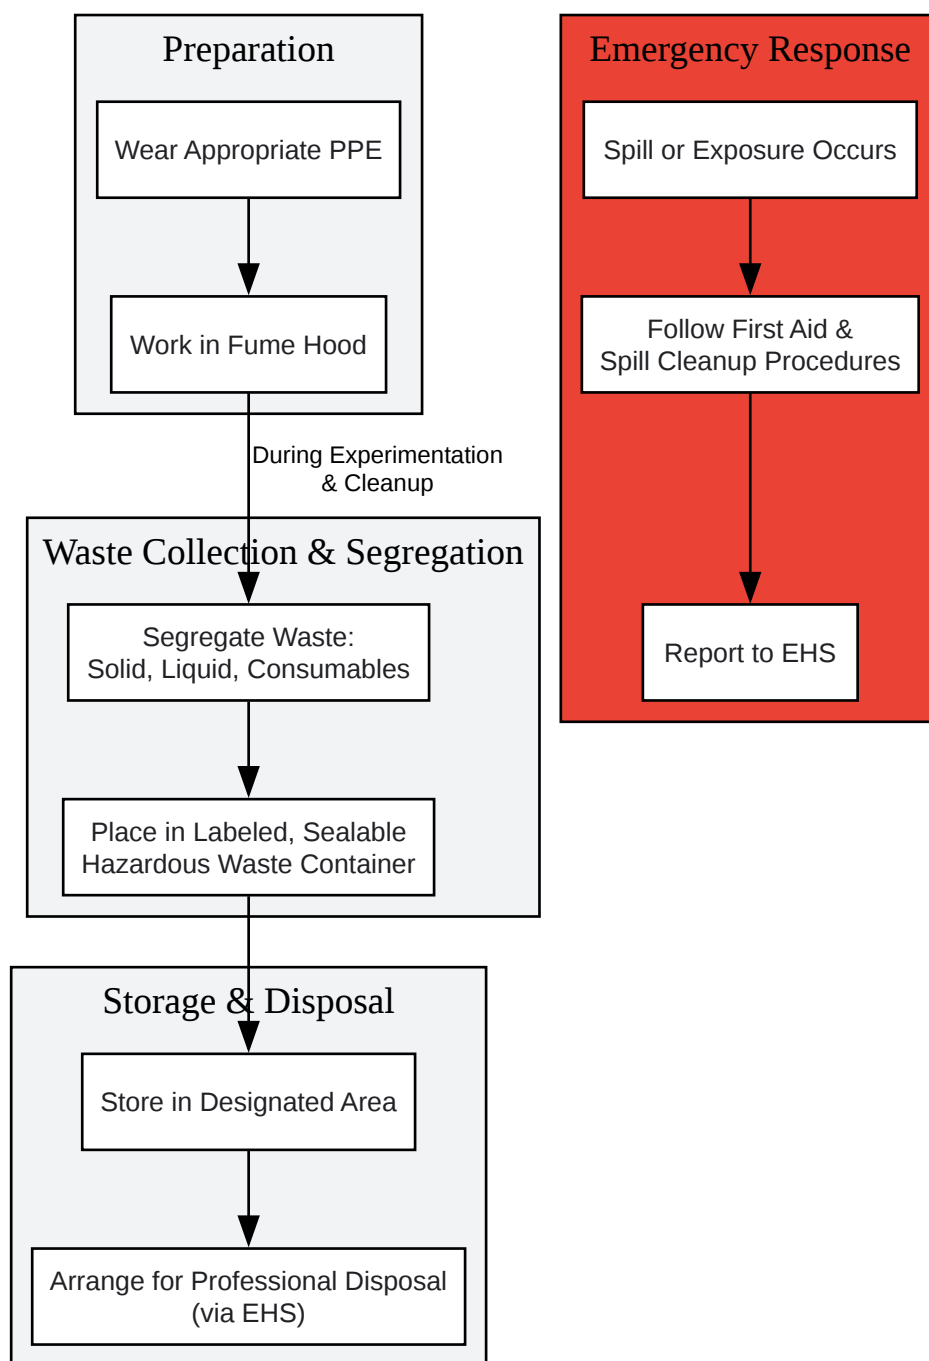 Preparation
Wear Appropriate PPE
Work in Fume Hood
During Experimentation
& Cleanup
Waste Collection & Segregation
Segregate Waste:
Solid, Liquid, Consumables
Place in Labeled, Sealable
Hazardous Waste Container
Storage & Disposal
Store in Designated Area
Arrange for Professional Disposal
(via EHS)
Emergency Response
Spill or Exposure Occurs
Follow First Aid &
Spill Cleanup Procedures
Report to EHS